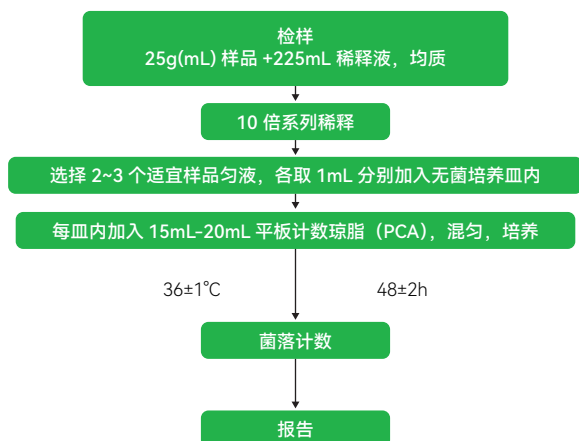 检样
25g(mL) 样品 +225mL 稀释液，均质
10 倍系列稀释
选择 2~3 个适宜样品匀液，各取 1mL 分别加入无菌培养皿内
每皿内加入 15mL-20mL 平板计数琼脂（PCA），混匀，培养
36±1°C 48±2h
菌落计数
报告